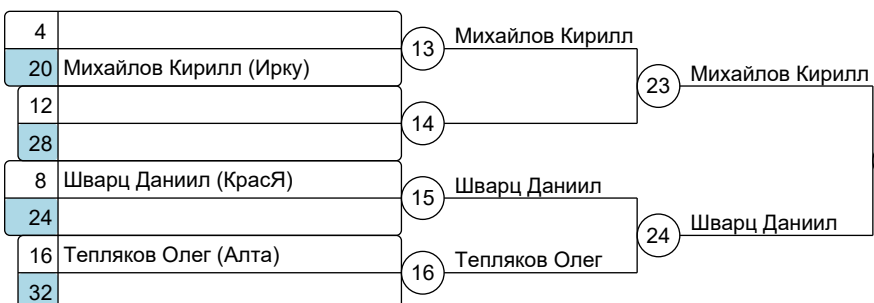 4
13 Михайлов Кирилл
20 Михайлов Кирилл (Ирку)
23 Михайлов Кирилл
12
14
28
8 Шварц Даниил (КрасЯ)
15 Шварц Даниил
24
24 Шварц Даниил
16 Тепляков Олег (Алта)
16 Тепляков Олег
32